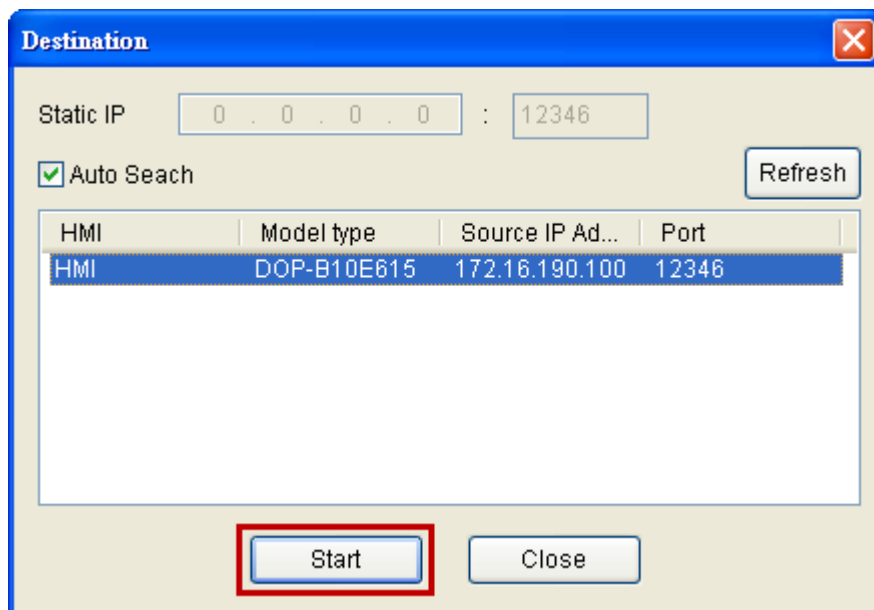 Destination
Static IP 0 . 0 . 0 . 0 : 12346
Auto Seach Refresh
HMI Model type Source IP Ad... Port
HMI DOP-B10E615 172.16.190.100 12346
Start Close